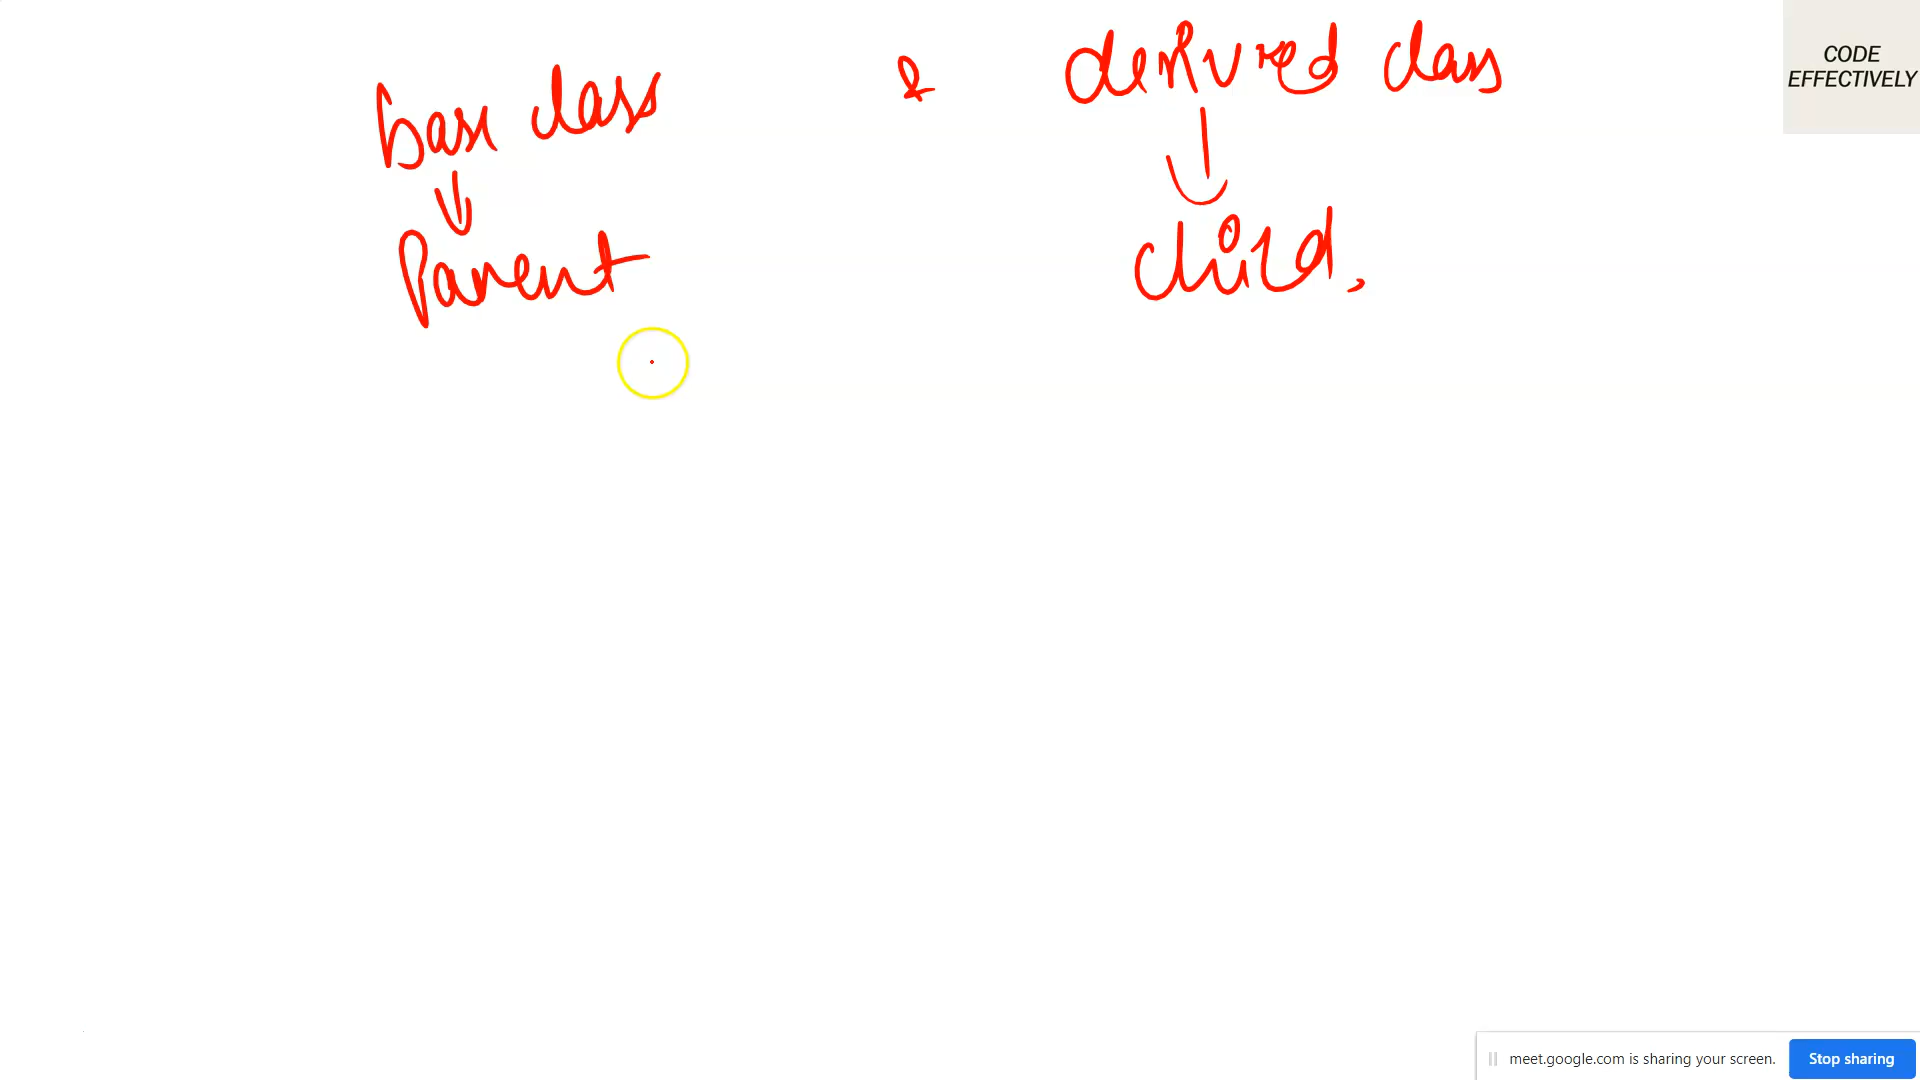 base class & derived class
Parent child,
CODE
EFFECTIVELY
meet.google.com is sharing your screen. Stop sharing